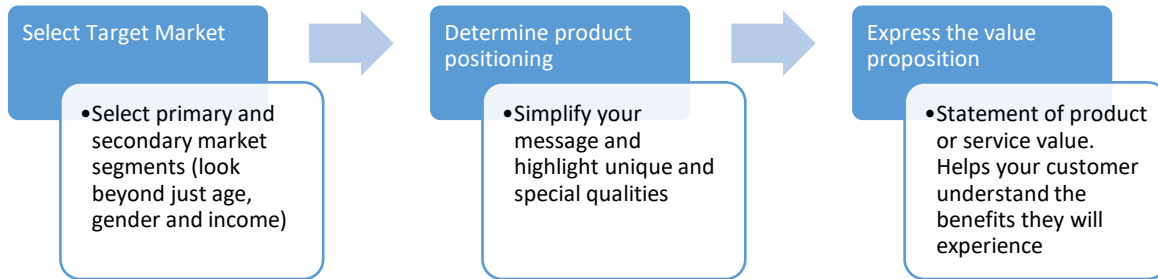 Select Target Market
•Select primary and
secondary market
segments (look
beyond just age,
gender and income)
Determine product
positioning
•Simplify your
message and
highlight unique and
special qualities
Express the value
proposition
•Statement of product
or service value.
Helps your customer
understand the
benefits they will
experience